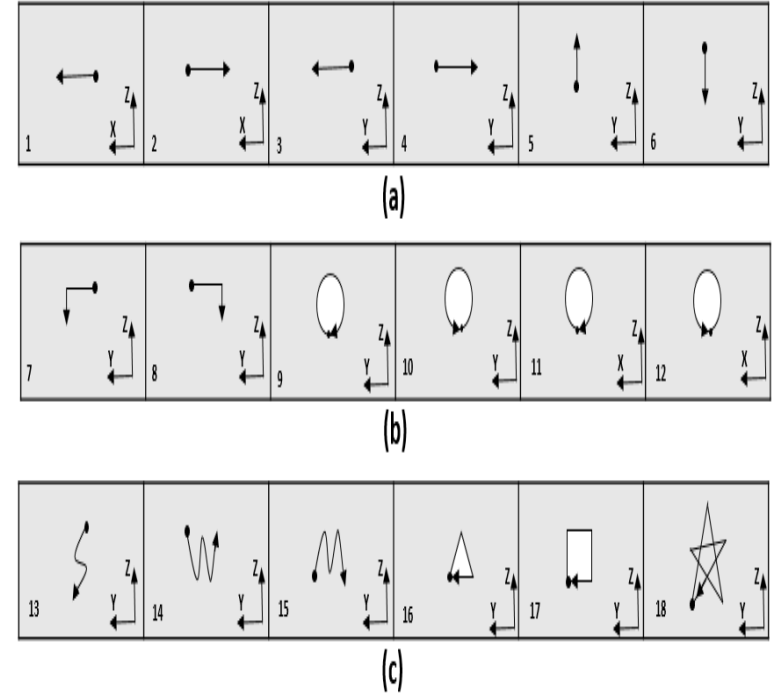 Z Z Z Z Z Z
X X Y Y Y Y
1 2 3 4 5 6
(a)
Z Z Z Z Z Z
Y Y Y Y X X
7 8 9 10 11 12
(b)
Z Z Z Z Z Z
Y Y Y Y Y Y
13 14 15 16 17 18
(c)